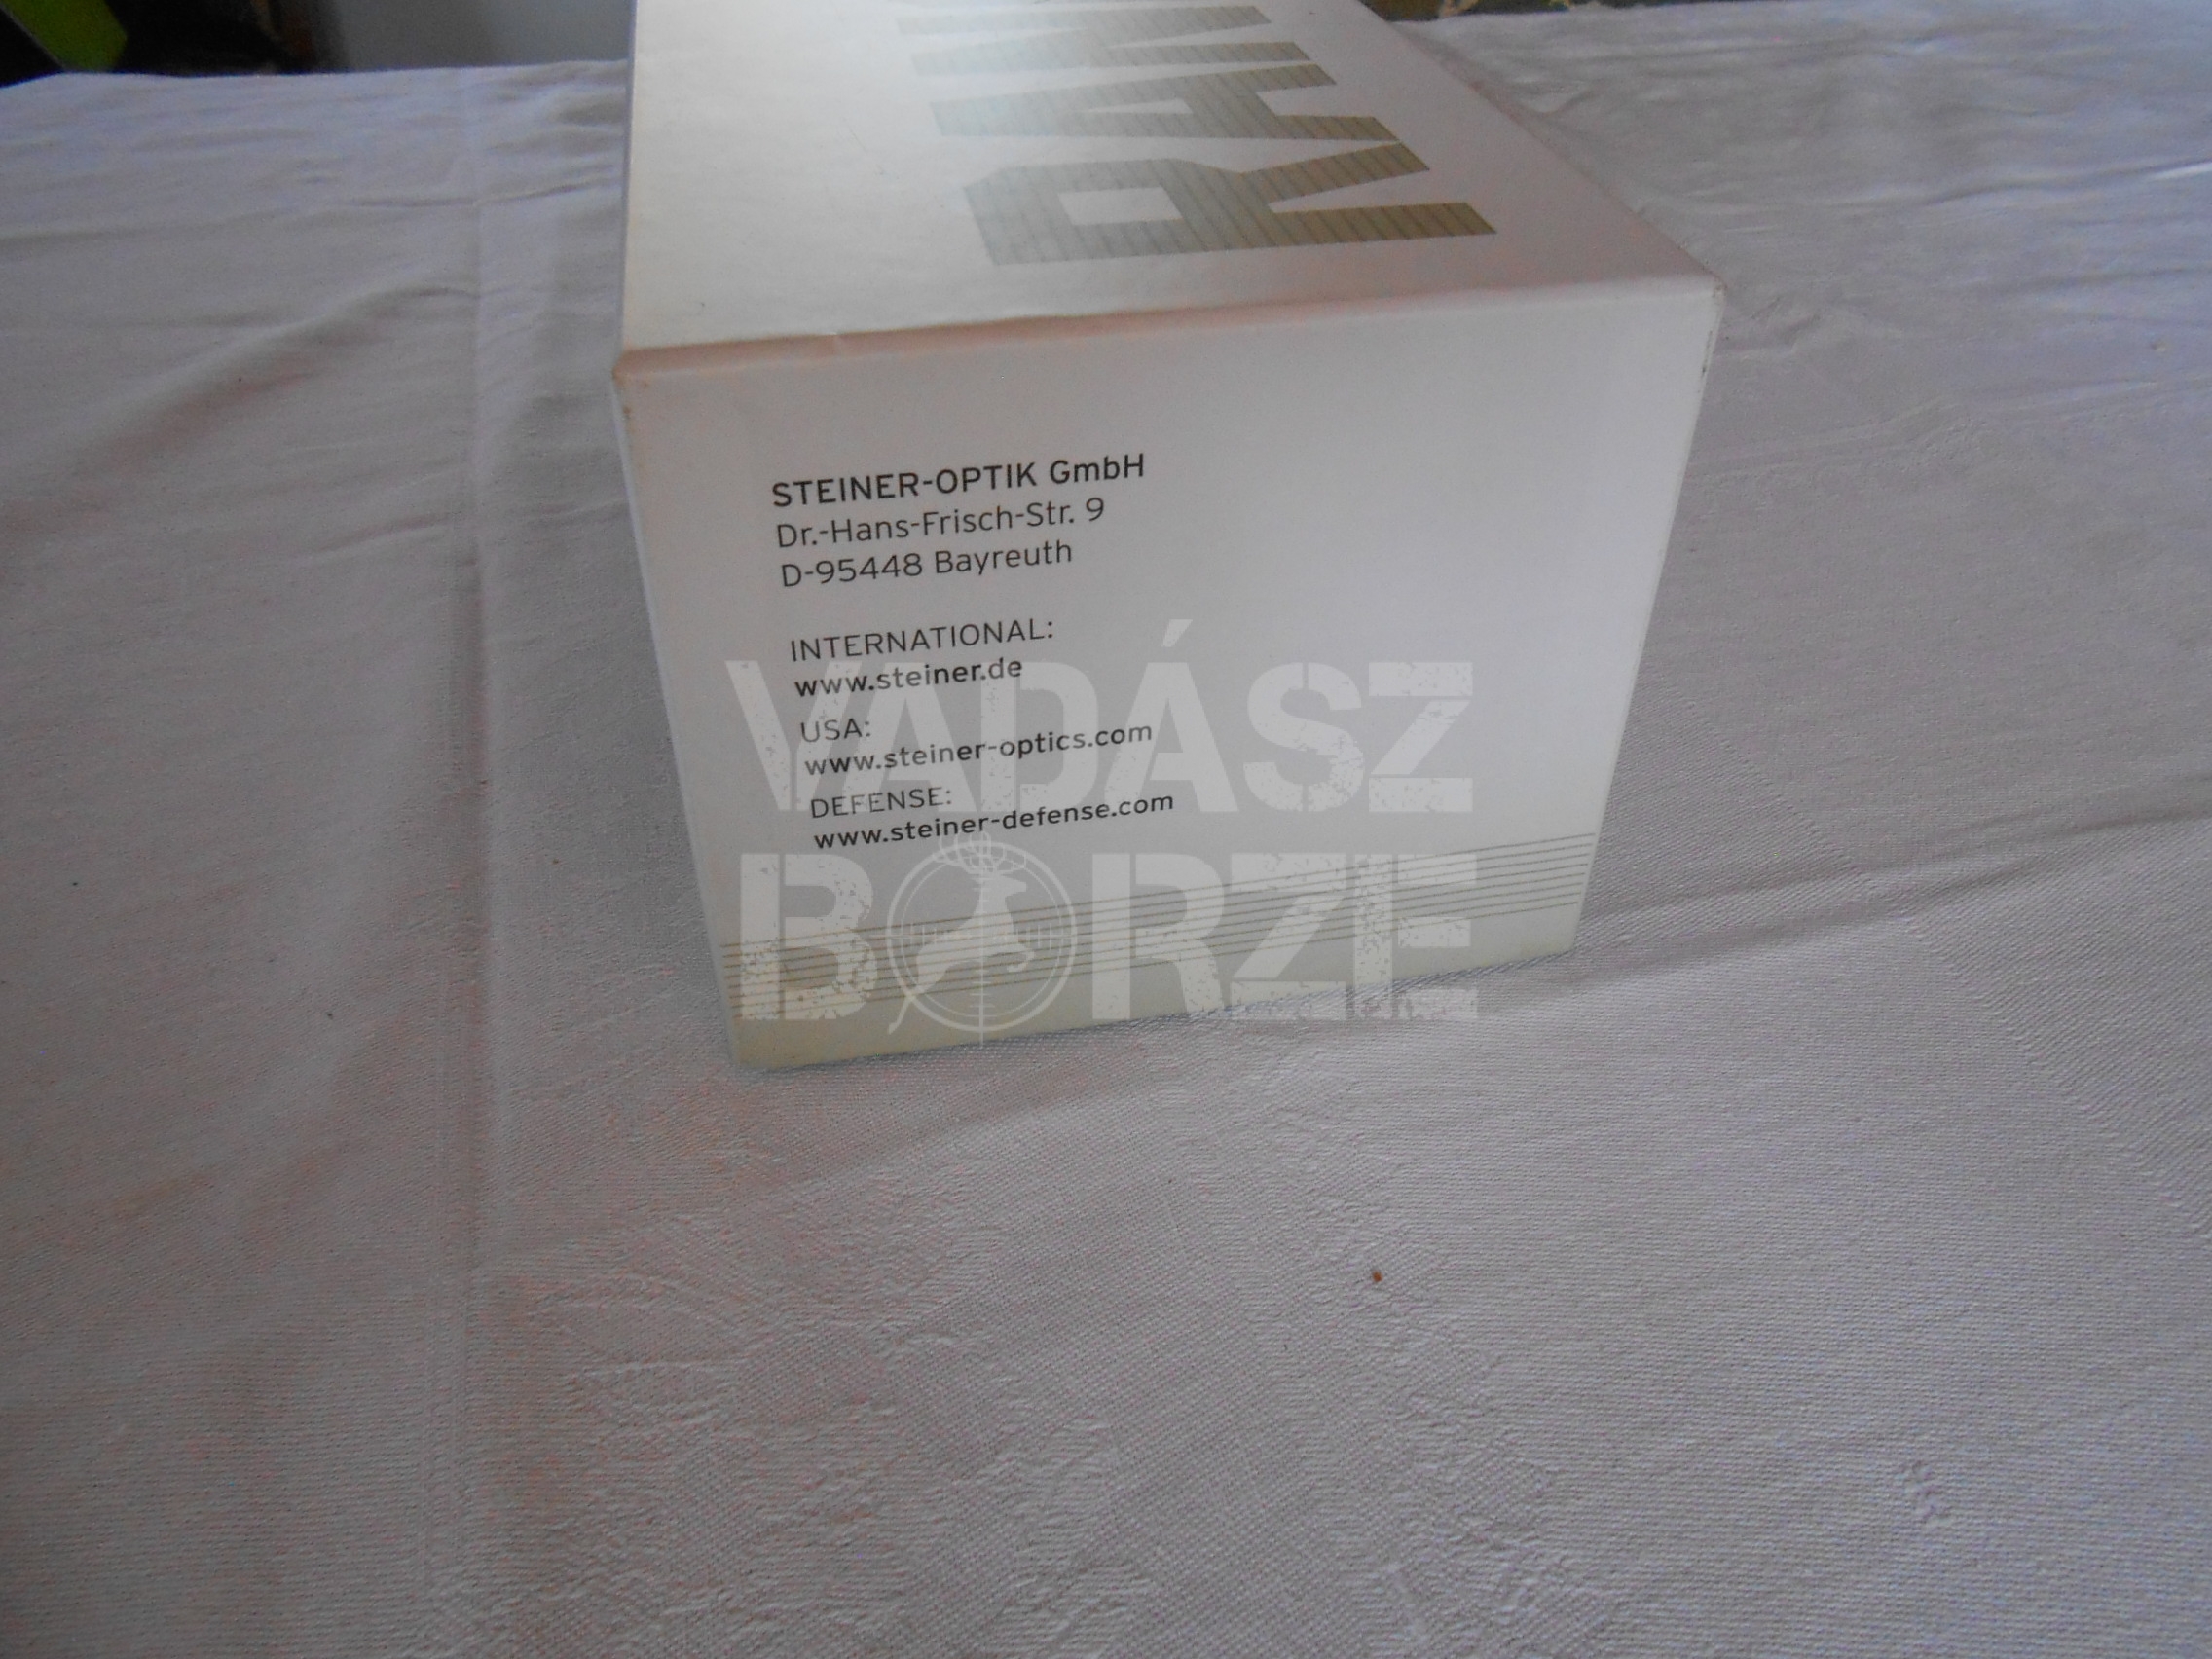 RAN
STEINER-OPTIK GmbH
Dr.-Hans-Frisch-Str. 9
D-95448 Bayreuth
INTERNATIONAL:
www.steiner.de
USA:
www.steiner-optics.com
DEFENSE:
www.steiner-defense.com
VADÁSZ
BÖRZE